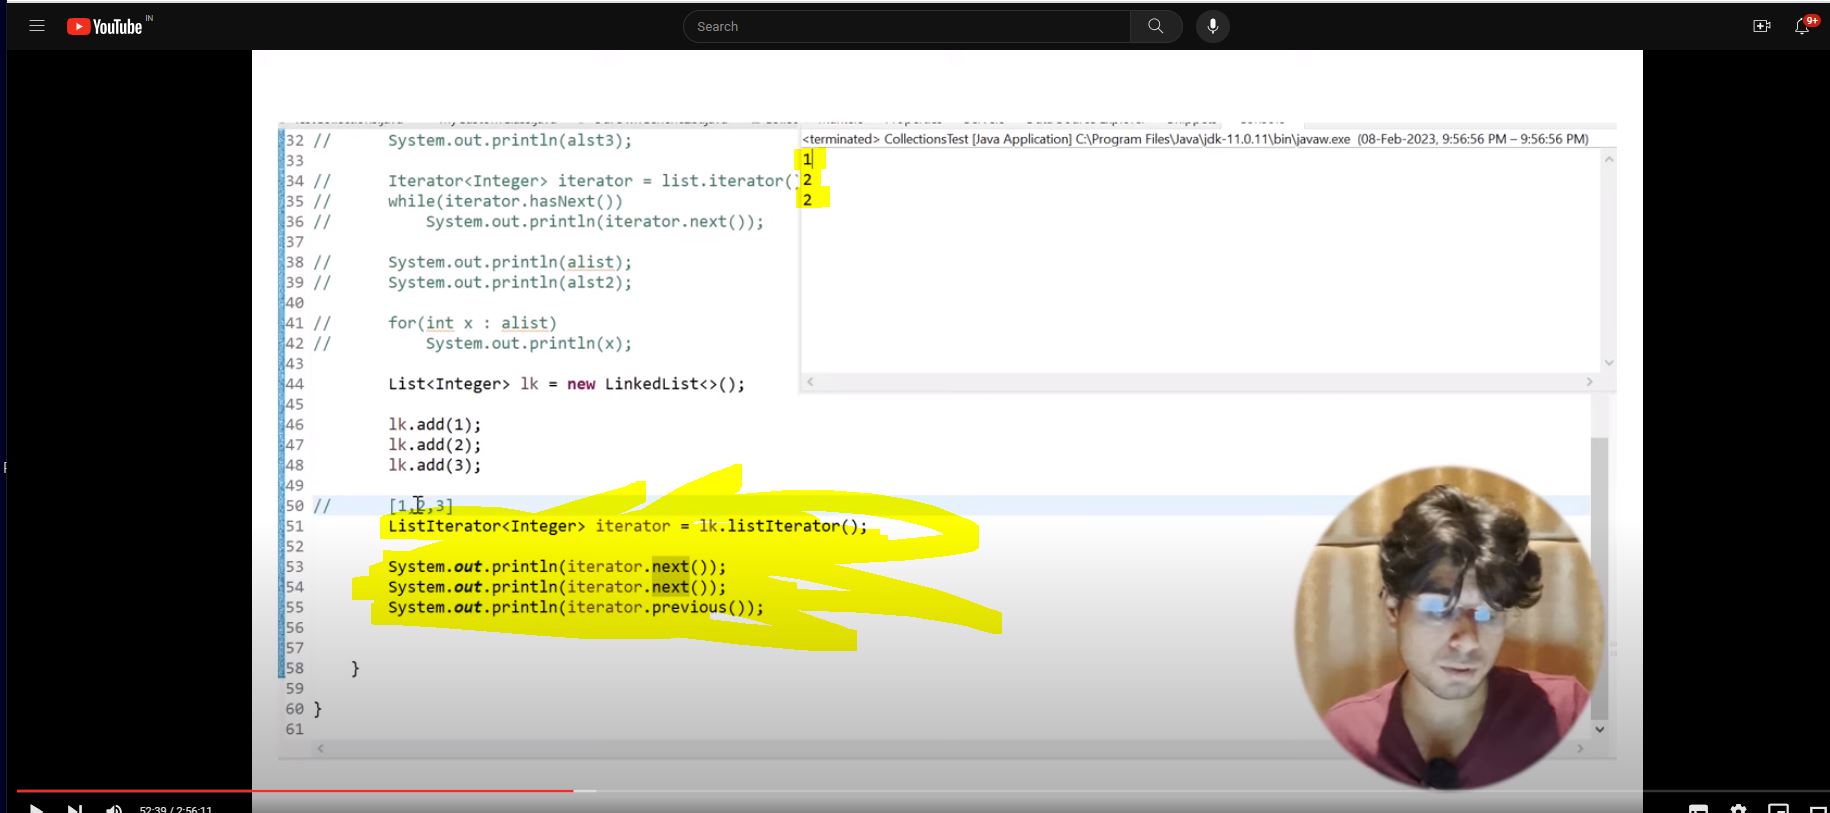 YouTube IN
Search
9+
<terminated> CollectionsTest [Java Application] C:\Program Files\Java\jdk-11.0.11\bin\javaw.exe (08-Feb-2023, 9:56:56 PM – 9:56:56 PM)
1
2
2
32 // System.out.println(alst3);
33
34 // Iterator<Integer> iterator = list.iterator()
35 // while(iterator.hasNext())
36 // System.out.println(iterator.next());
37
38 // System.out.println(alist);
39 // System.out.println(alst2);
40
41 // for(int x : alist)
42 // System.out.println(x);
43
44 List<Integer> lk = new LinkedList<>();
45
46 lk.add(1);
47 lk.add(2);
48 lk.add(3);
49
50 // [1,2,3]
51 ListIterator<Integer> iterator = lk.listIterator();
52
53 System.out.println(iterator.next());
54 System.out.println(iterator.next());
55 System.out.println(iterator.previous());
56
57
58 }
59
60 }
61
52:39 / 2:56:11